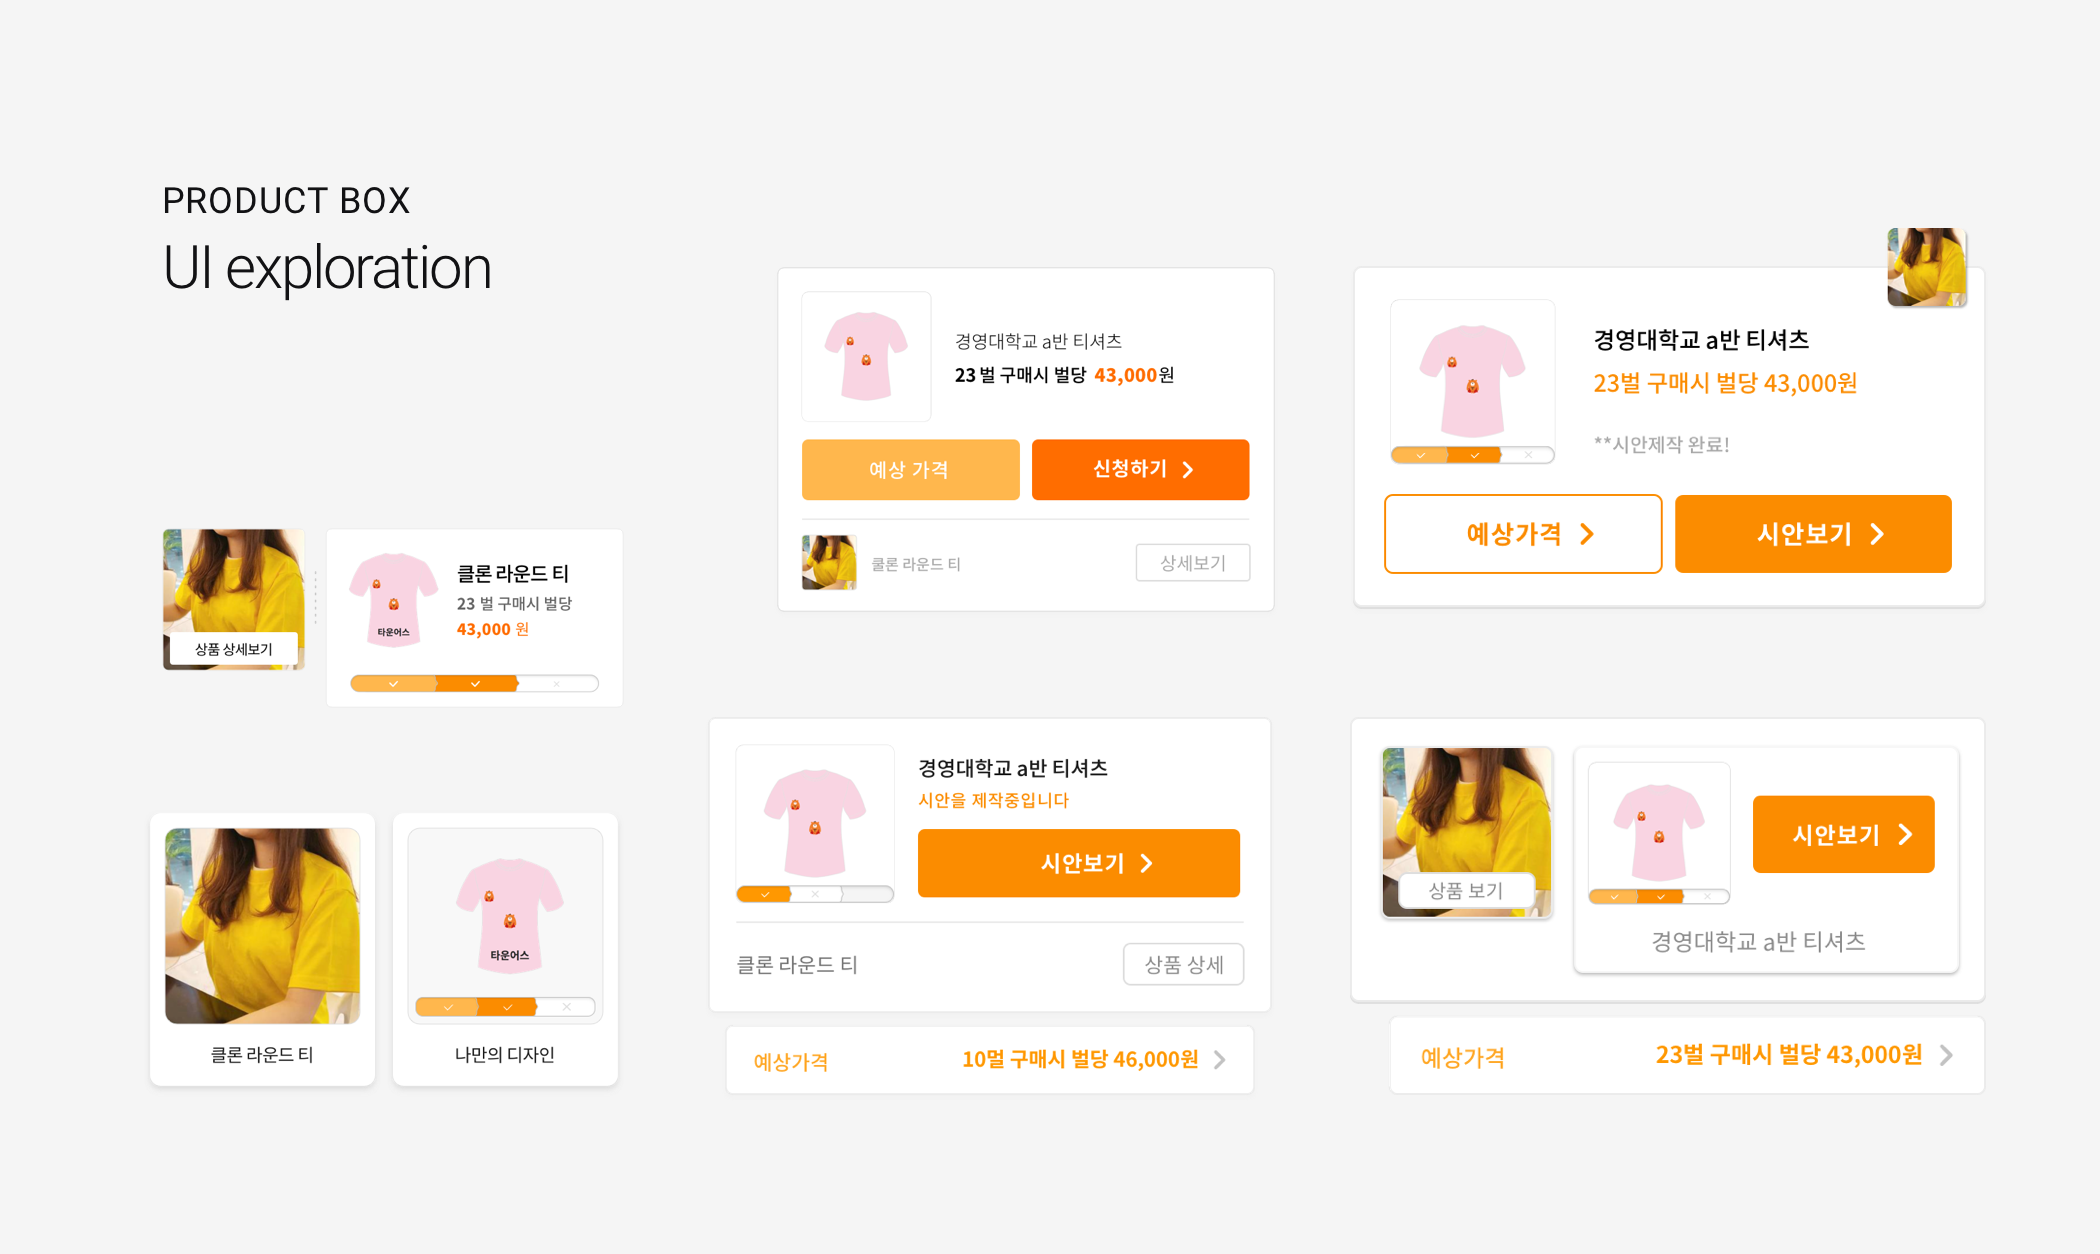 PRODUCT BOX
UI exploration
경영대학교 a반 티셔츠
23 벌 구매시 벌당 43,000원
예상 가격
신청하기
쿨론 라운드 티
상세보기
경영대학교 a반 티셔츠
23벌 구매시 벌당 43,000원
**시안제작 완료!
예상가격
시안보기
상품 상세보기
타운어스
클론 라운드 티
23 벌 구매시 벌당
43,000 원
클론 라운드 티
타운어스
나만의 디자인
경영대학교 a반 티셔츠
시안을 제작중입니다
시안보기
클론 라운드 티
상품 상세
예상가격
10멀 구매시 벌당 46,000원
상품 보기
시안보기
경영대학교 a반 티셔츠
예상가격
23벌 구매시 벌당 43,000원